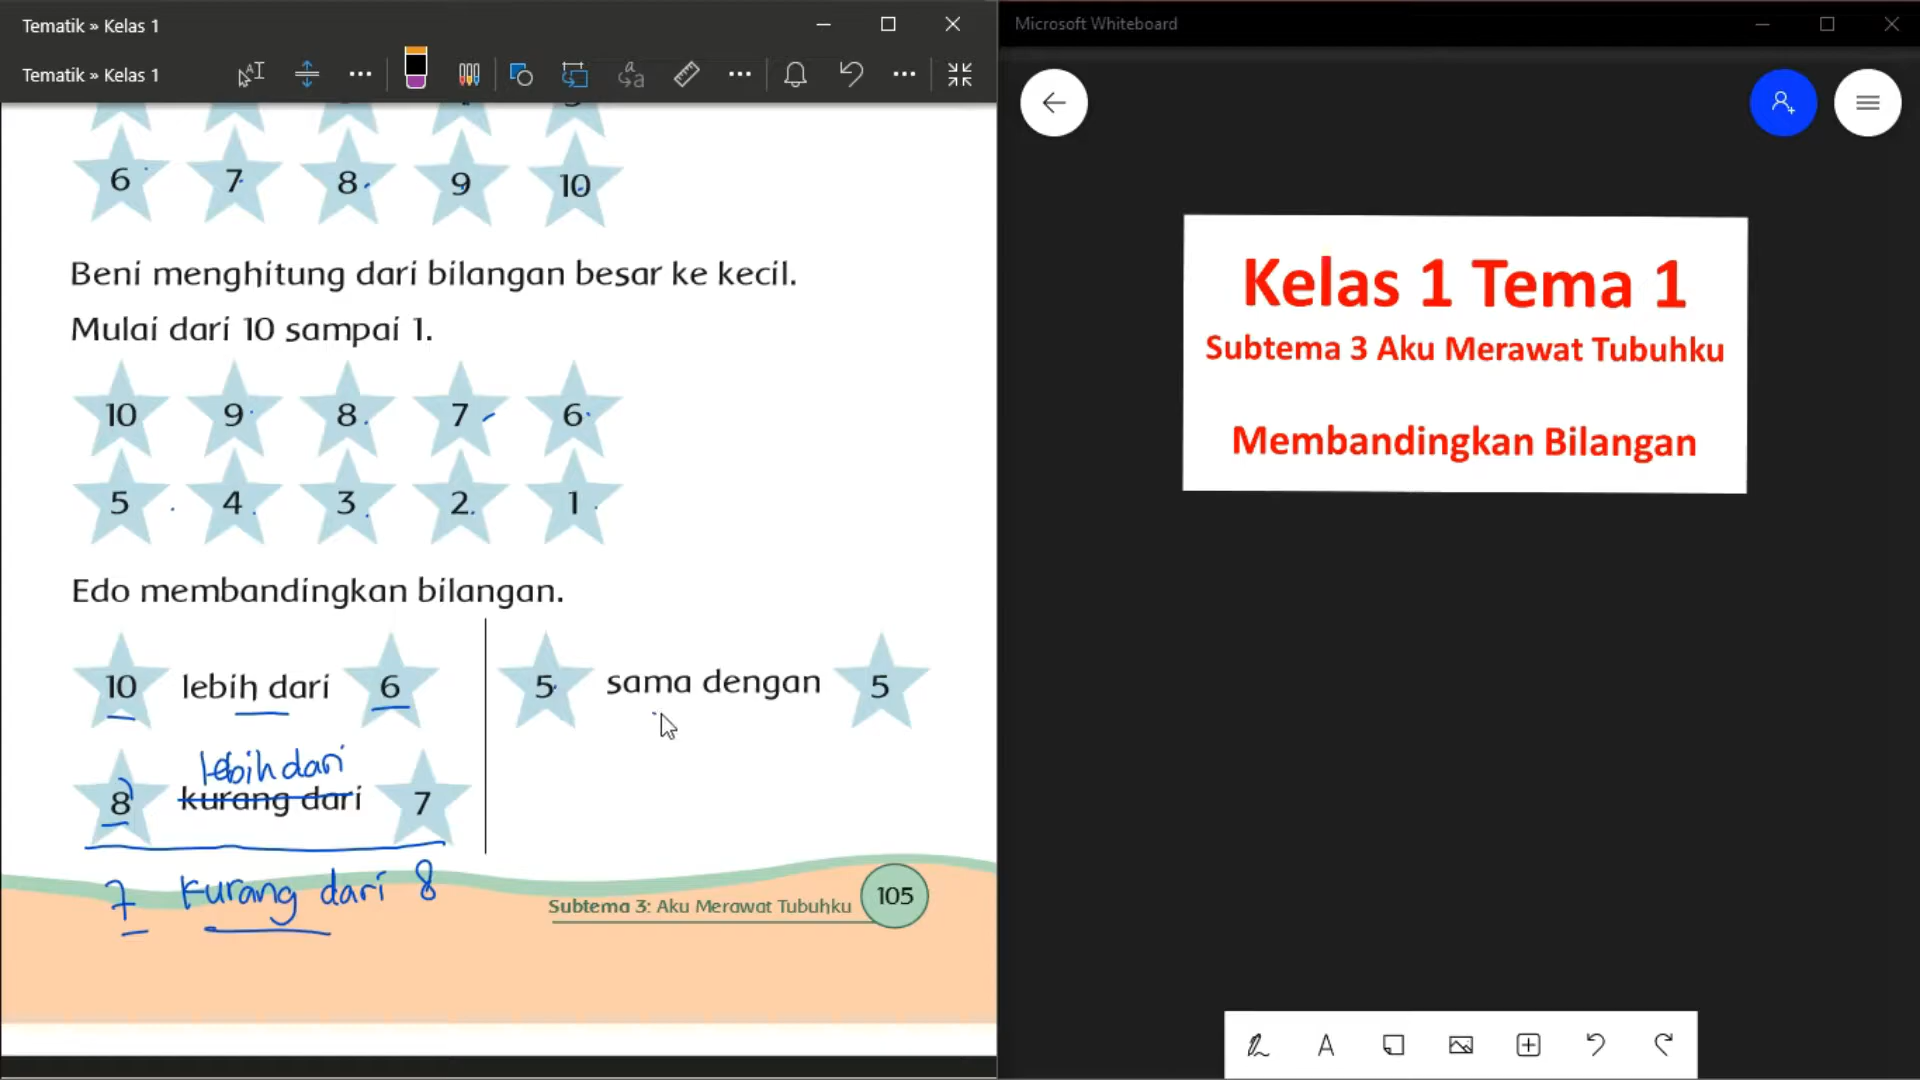 Tematik » Kelas 1
Tematik » Kelas 1
6 7 8 9 10
Beni menghitung dari bilangan besar ke kecil.
Mulai dari 10 sampai 1.
10 9 8 7 6
5 4 3 2 1
Edo membandingkan bilangan.
10 lebih dari 6
5 sama dengan 5
lebih dari
8 kurang dari 7
7 kurang dari 8
Subtema 3: Aku Merawat Tubuhku 105
Microsoft Whiteboard
Kelas 1 Tema 1
Subtema 3 Aku Merawat Tubuhku
Membandingkan Bilangan